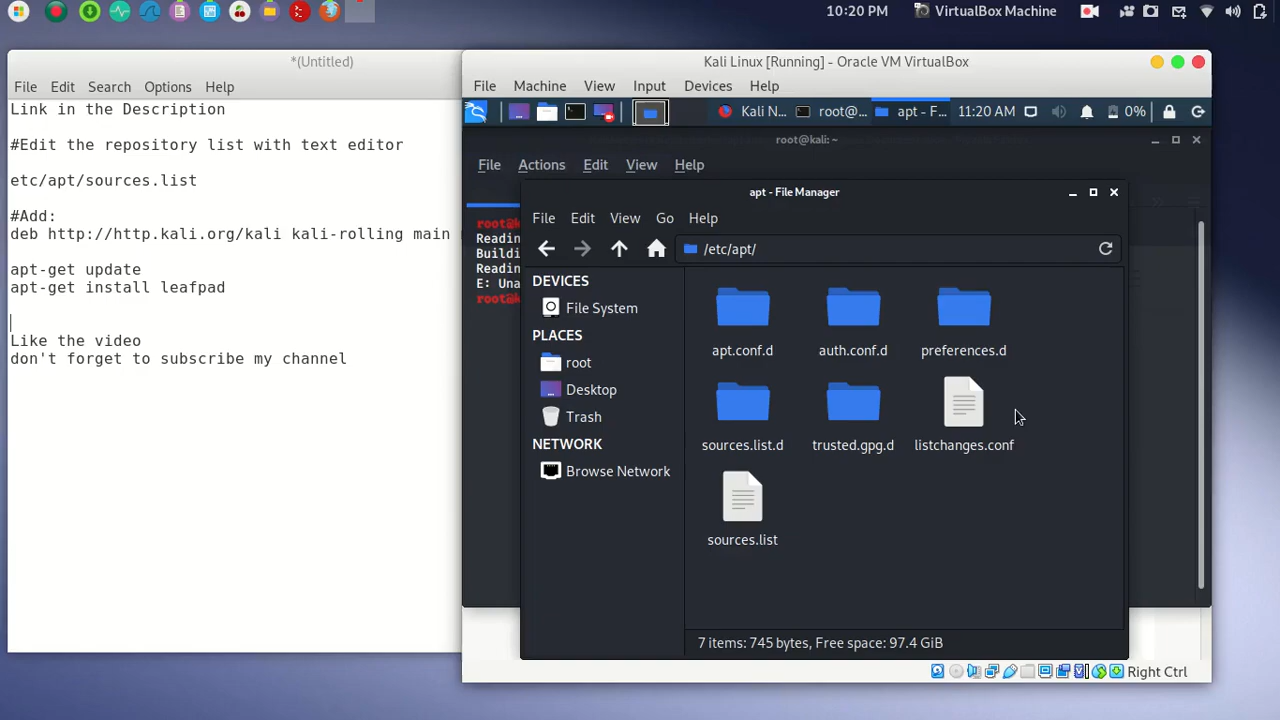 10:20 PM
VirtualBox Machine
*(Untitled)
File Edit Search Options Help
Link in the Description
#Edit the repository list with text editor
etc/apt/sources.list
#Add:
deb http://http.kali.org/kali kali-rolling main
apt-get update
apt-get install leafpad
Like the video
don't forget to subscribe my channel
Kali Linux [Running] - Oracle VM VirtualBox
File Machine View Input Devices Help
Kali N...
root@...
apt - F...
11:20 AM
0%
root@kali: ~
File Actions Edit View Help
Readin
Buildi
Readin
E: Una
apt - File Manager
File Edit View Go Help
/etc/apt/
DEVICES
File System
PLACES
root
Desktop
Trash
NETWORK
Browse Network
apt.conf.d
auth.conf.d
preferences.d
sources.list.d
trusted.gpg.d
listchanges.conf
sources.list
7 items: 745 bytes, Free space: 97.4 GiB
Right Ctrl